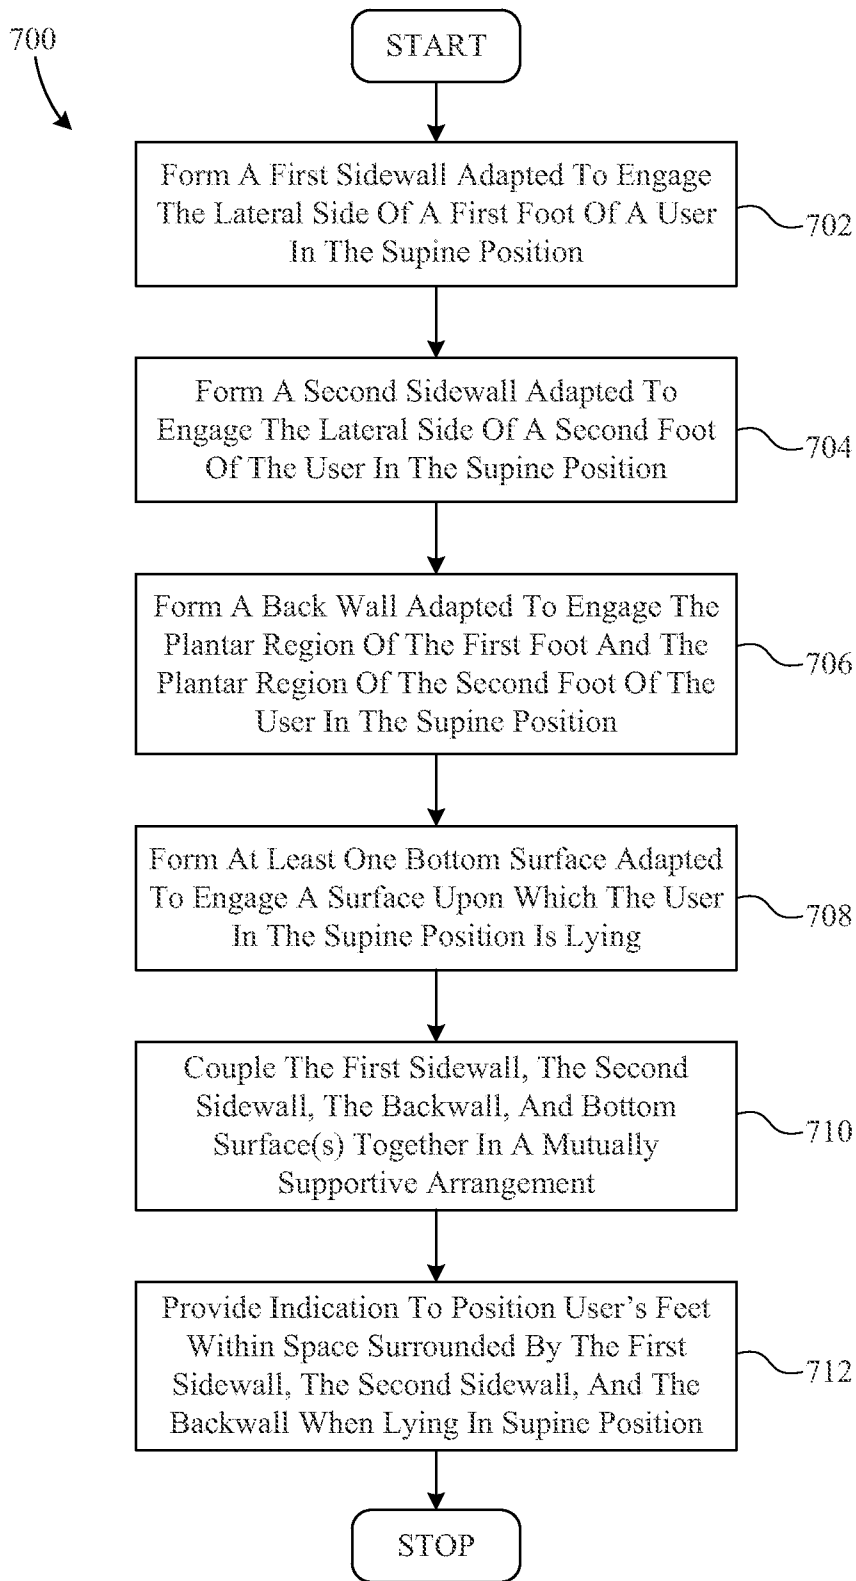 700
START
Form A First Sidewall Adapted To Engage
The Lateral Side Of A First Foot Of A User
In The Supine Position
702
Form A Second Sidewall Adapted To
Engage The Lateral Side Of A Second Foot
Of The User In The Supine Position
704
Form A Back Wall Adapted To Engage The
Plantar Region Of The First Foot And The
Plantar Region Of The Second Foot Of The
User In The Supine Position
706
Form At Least One Bottom Surface Adapted
To Engage A Surface Upon Which The User
In The Supine Position Is Lying
708
Couple The First Sidewall, The Second
Sidewall, The Backwall, And Bottom
Surface(s) Together In A Mutually
Supportive Arrangement
710
Provide Indication To Position User's Feet
Within Space Surrounded By The First
Sidewall, The Second Sidewall, And The
Backwall When Lying In Supine Position
712
STOP